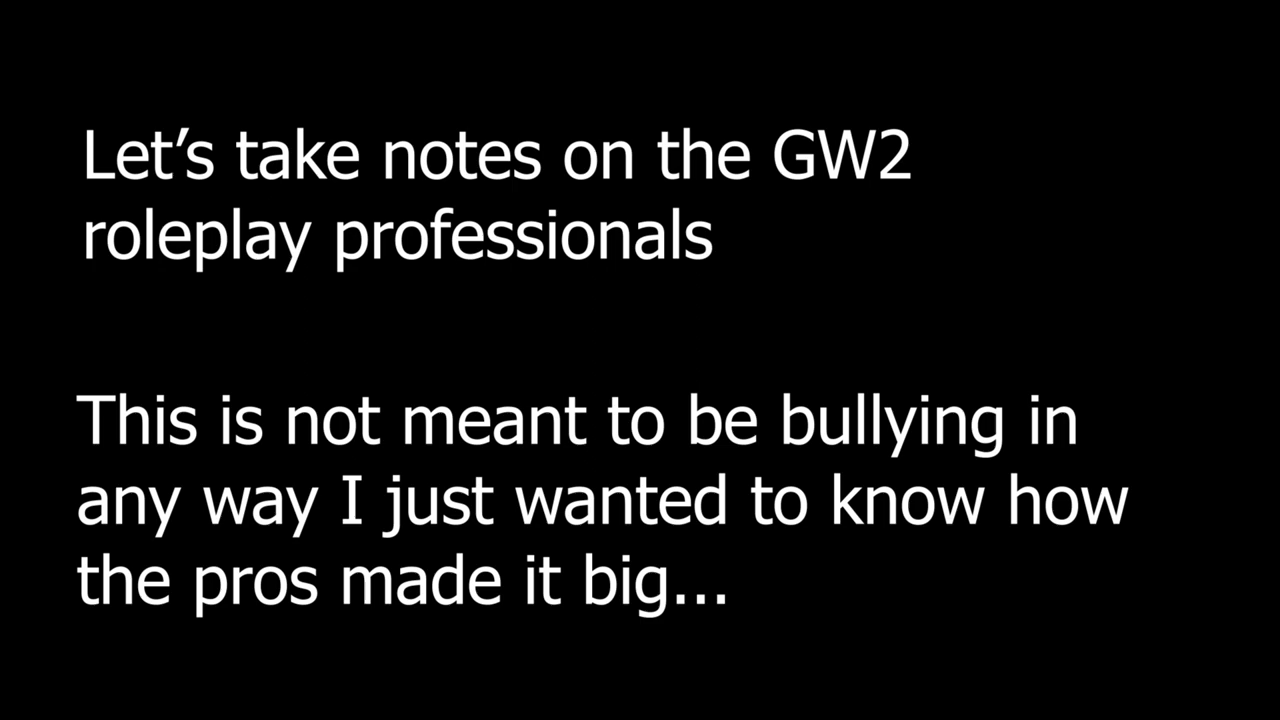 Let’s take notes on the GW2
roleplay professionals
This is not meant to be bullying in
any way I just wanted to know how
the pros made it big...